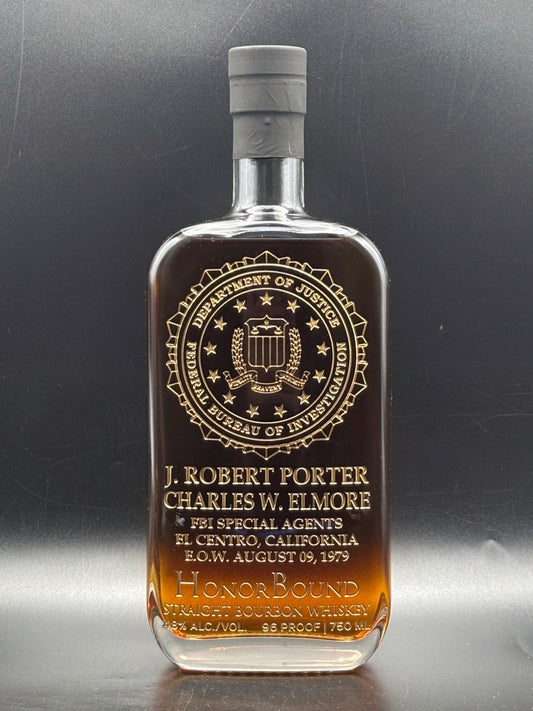 DEPARTMENT OF JUSTICE
BRAVERY
FEDERAL BUREAU OF INVESTIGATION
J. ROBERT PORTER
CHARLES W. ELMORE
FBI SPECIAL AGENTS
EL CENTRO, CALIFORNIA
E.O.W. AUGUST 09, 1979
HONORBOUND
STRAIGHT BOURBON WHISKEY
48% ALC./VOL. 96 PROOF | 750 ML